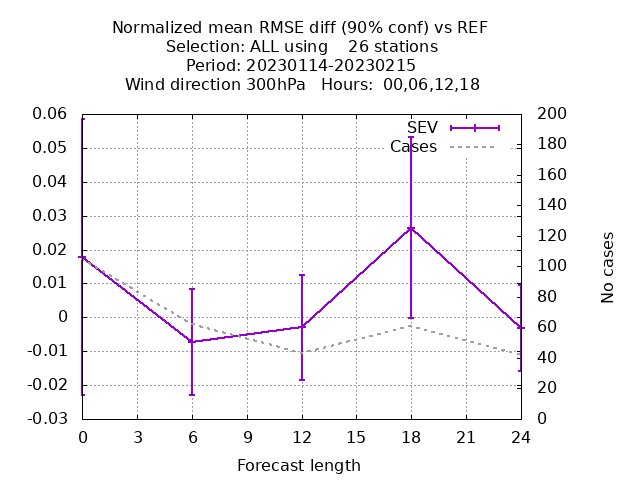 Normalized mean RMSE diff (90% conf) vs REF
Selection: ALL using    26 stations
Period: 20230114-20230215
Wind direction 300hPa   Hours:  00,06,12,18
SEV
Cases
0.06
0.05
0.04
0.03
0.02
0.01
0
-0.01
-0.02
-0.03
200
180
160
140
120
100
80
60
40
20
0
No cases
0 3 6 9 12 15 18 21 24
Forecast length